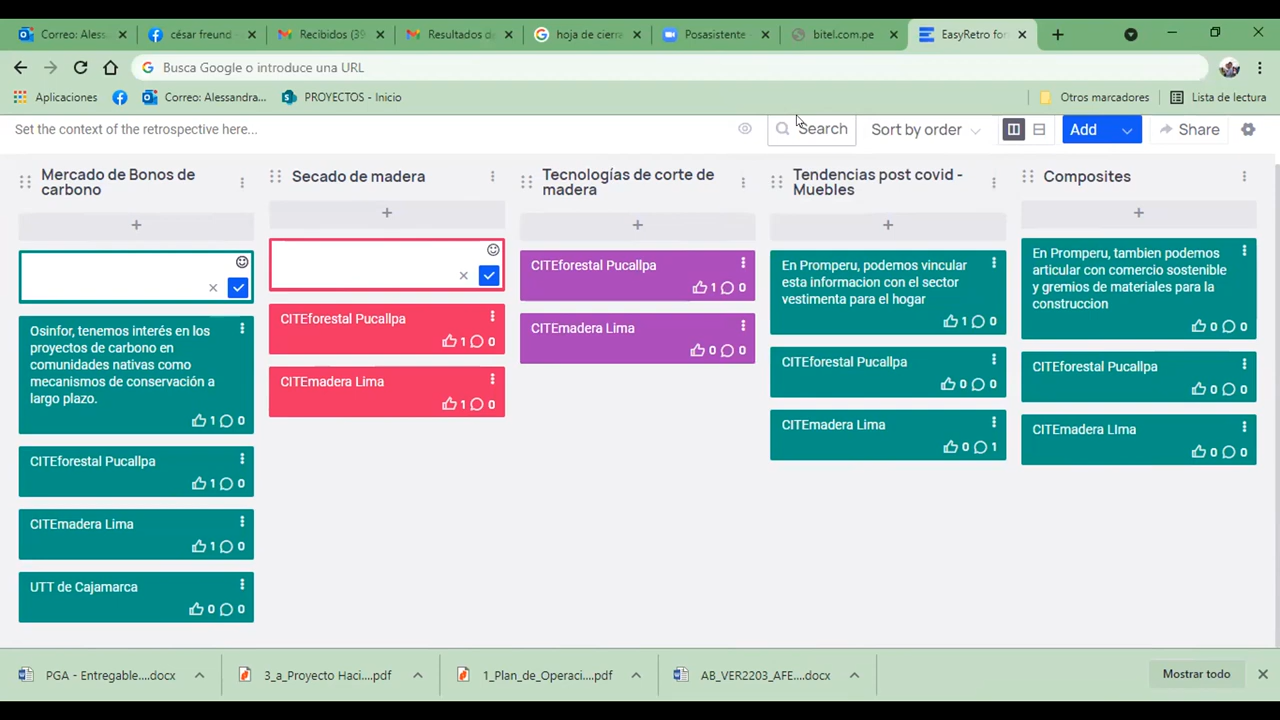 Correo: Aless
césar freund
Recibidos (39
Resultados d
hoja de cierra
Posasistente -
bitel.com.pe
EasyRetro for
Busca Google o introduce una URL
Aplicaciones
Correo: Alessandra...
PROYECTOS - Inicio
Otros marcadores
Lista de lectura
Set the context of the retrospective here...
Search
Sort by order
Add
Share
Mercado de Bonos de
carbono
+
Osinfor, tenemos interés en los
proyectos de carbono en
comunidades nativas como
mecanismos de conservación a
largo plazo.
1 0
CITEforestal Pucallpa
1 0
CITEmadera Lima
1 0
UTT de Cajamarca
0 0
Secado de madera
+
CITEforestal Pucallpa
1 0
CITEmadera Lima
1 0
Tecnologías de corte de
madera
+
CITEforestal Pucallpa
1 0
CITEmadera Lima
0 0
Tendencias post covid -
Muebles
+
En Promperu, podemos vincular
esta informacion con el sector
vestimenta para el hogar
1 0
CITEforestal Pucallpa
0 0
CITEmadera Lima
0 1
Composites
+
En Promperu, tambien podemos
articular con comercio sostenible
y gremios de materiales para la
construccion
0 0
CITEforestal Pucallpa
0 0
CITEmadera LIma
0 0
PGA - Entregable....docx
3_a_Proyecto Haci....pdf
1_Plan_de_Operaci....pdf
AB_VER2203_AFE....docx
Mostrar todo